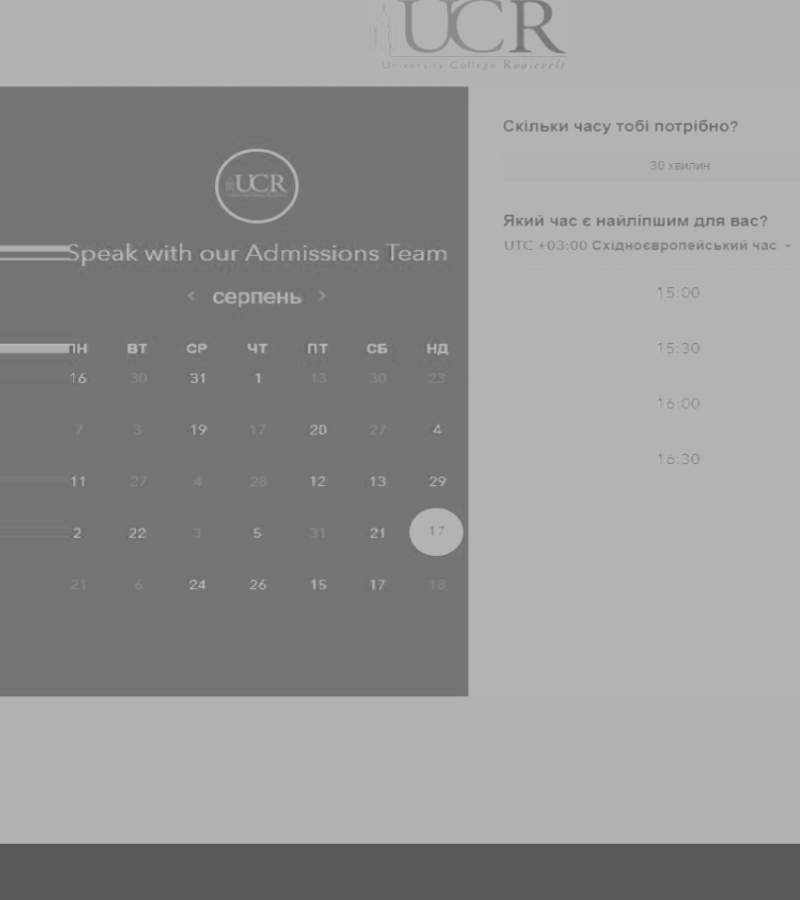 UCR
University College Roosevelt
UCR
Speak with our Admissions Team
серпень
ПН ВТ СР ЧТ ПТ СБ НД
16 30 31 1 13 30 23
7 3 19 17 20 27 4
11 27 4 28 12 13 29
2 22 3 5 31 21 17
21 6 24 26 15 17 18
Скільки часу тобі потрібно?
30 хвилин
Який час є найліпшим для вас?
UTC +03:00 Східноєвропейський час
15:00
15:30
16:00
16:30